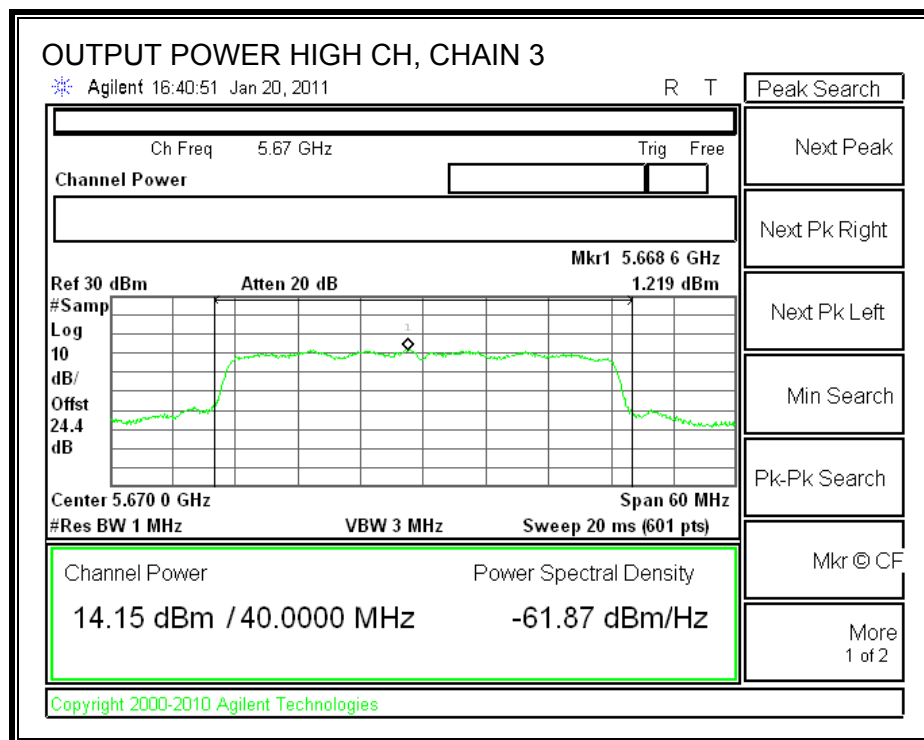 OUTPUT POWER HIGH CH, CHAIN 3
Agilent 16:40:51 Jan 20, 2011 R T
Peak Search
Ch Freq 5.67 GHz Trig Free
Channel Power
Mkr1 5.668 6 GHz
Ref 30 dBm Atten 20 dB 1.219 dBm
#Samp
Log
10
dB/
Offst
24.4
dB
1
Center 5.670 0 GHz Span 60 MHz
#Res BW 1 MHz VBW 3 MHz Sweep 20 ms (601 pts)
Channel Power Power Spectral Density
14.15 dBm / 40.0000 MHz -61.87 dBm/Hz
Copyright 2000-2010 Agilent Technologies
Next Peak
Next Pk Right
Next Pk Left
Min Search
Pk-Pk Search
Mkr © CF
More
1 of 2